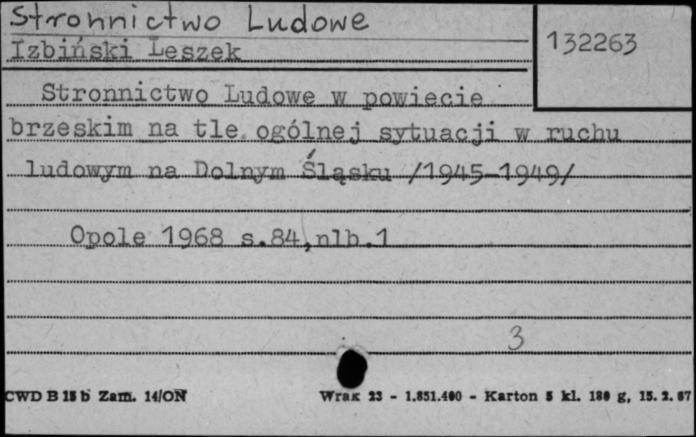 Stronnictwo Ludowe
132263
Izbiński Leszek
Stronnictwo Ludowe w powiecie
brzeskim na tle ogólnej sytuacji w ruchu
ludowym na Dolnym Śląsku /1945-1949/
Opole 1968 s.84,nlb.1
3
CWD B 15 b Zam. 14/ON
Wrak 23 - 1.851.400 - Karton 5 kl. 180 g, 15. 2. 67